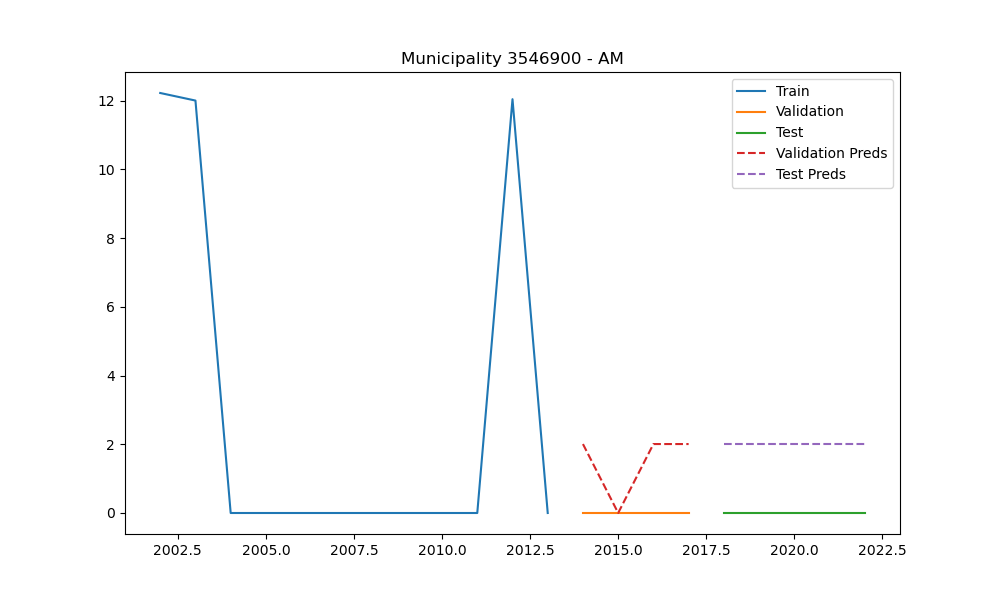 Municipality 3546900 - AM
Train
Validation
Test
Validation Preds
Test Preds
12
10
8
6
4
2
0
2002.5 2005.0 2007.5 2010.0 2012.5 2015.0 2017.5 2020.0 2022.5